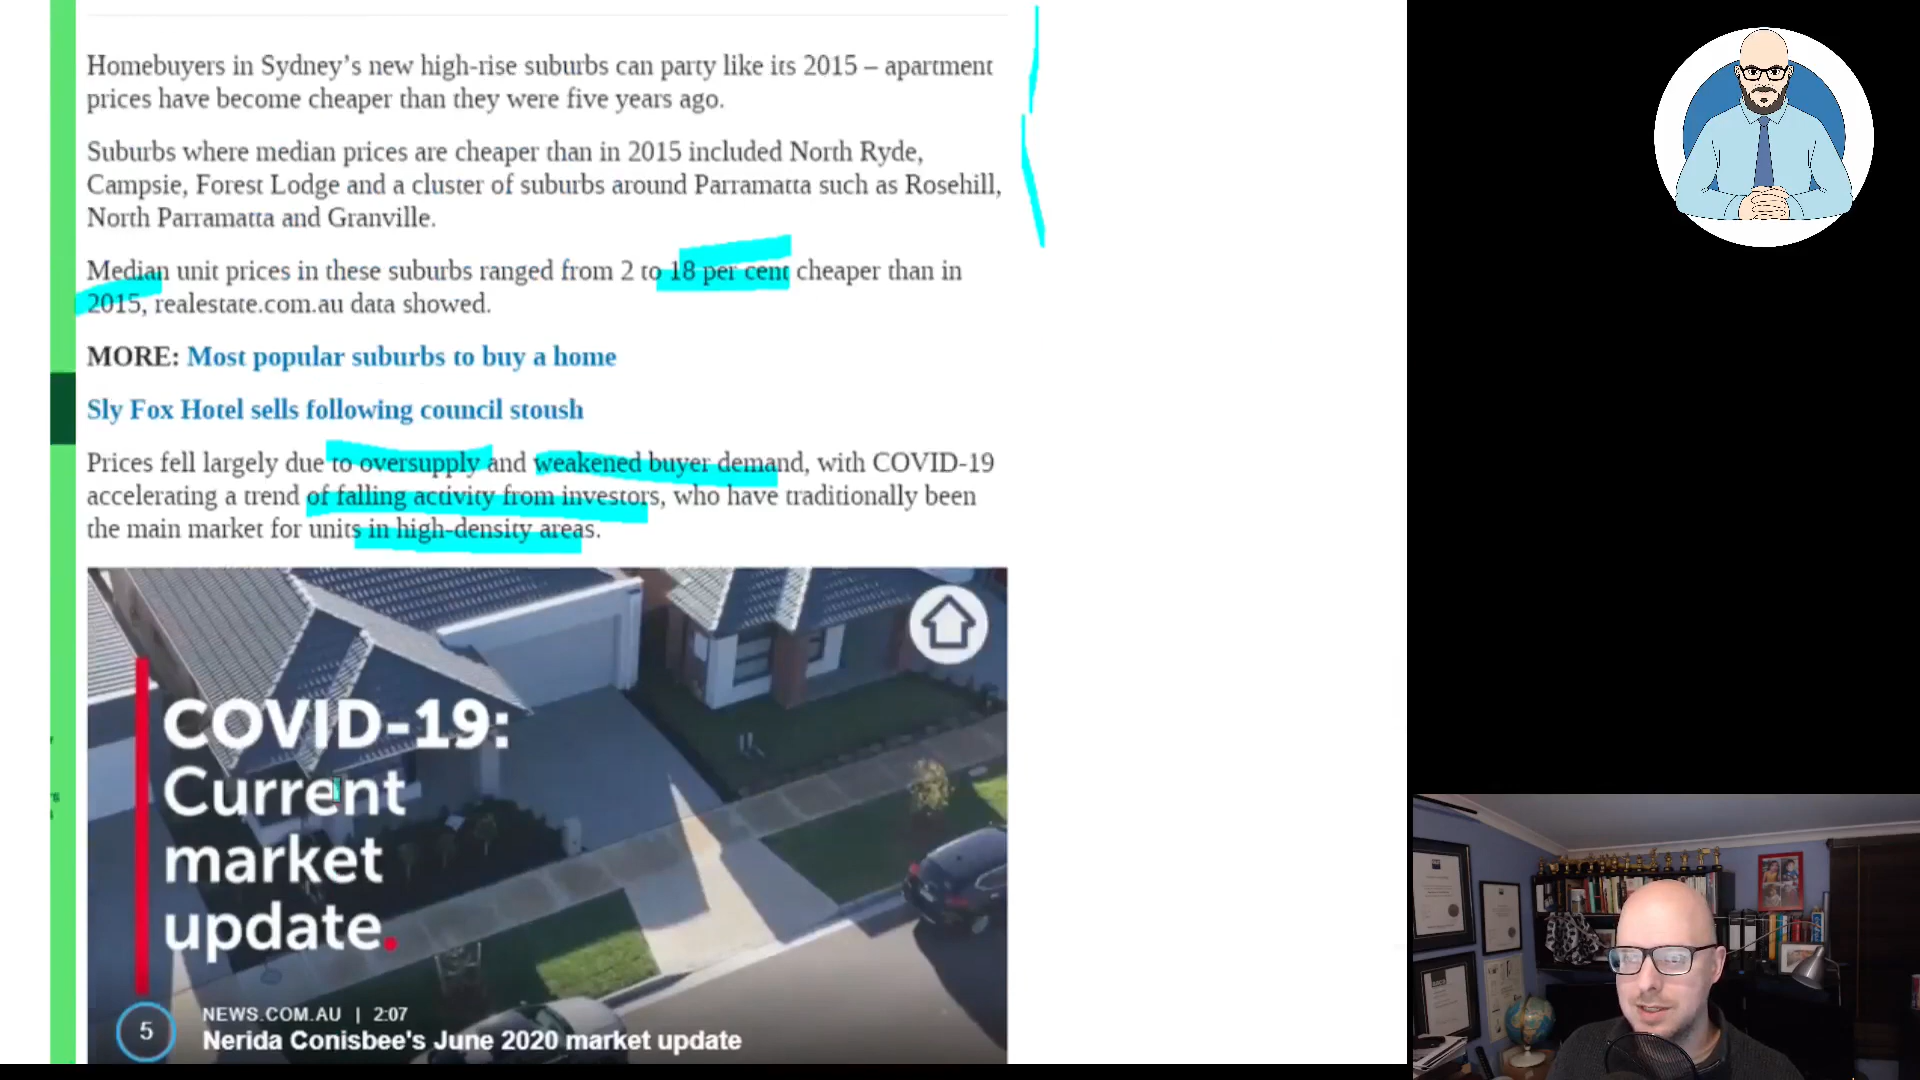 Homebuyers in Sydney’s new high-rise suburbs can party like its 2015 – apartment
prices have become cheaper than they were five years ago.
Suburbs where median prices are cheaper than in 2015 included North Ryde,
Campsie, Forest Lodge and a cluster of suburbs around Parramatta such as Rosehill,
North Parramatta and Granville.
Median unit prices in these suburbs ranged from 2 to 18 per cent cheaper than in
2015, realestate.com.au data showed.
MORE: Most popular suburbs to buy a home
Sly Fox Hotel sells following council stoush
Prices fell largely due to oversupply and weakened buyer demand, with COVID-19
accelerating a trend of falling activity from investors, who have traditionally been
the main market for units in high-density areas.
COVID-19:
Current
market
update.
5
NEWS.COM.AU | 2:07
Nerida Conisbee's June 2020 market update